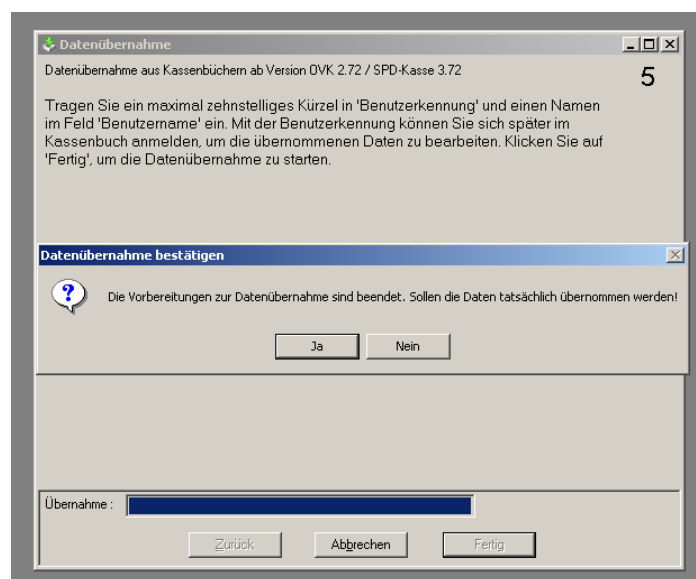 Datenübernahme
Datenübernahme aus Kassenbüchern ab Version OVK 2.72 / SPD-Kasse 3.72
5
Tragen Sie ein maximal zehnstelliges Kürzel in 'Benutzerkennung' und einen Namen
im Feld 'Benutzername' ein. Mit der Benutzerkennung können Sie sich später im
Kassenbuch anmelden, um die übernommenen Daten zu bearbeiten. Klicken Sie auf
'Fertig', um die Datenübernahme zu starten.
Datenübernahme bestätigen
Die Vorbereitungen zur Datenübernahme sind beendet. Sollen die Daten tatsächlich übernommen werden!
Ja Nein
Übernahme :
Zurück Abbrechen Fertig